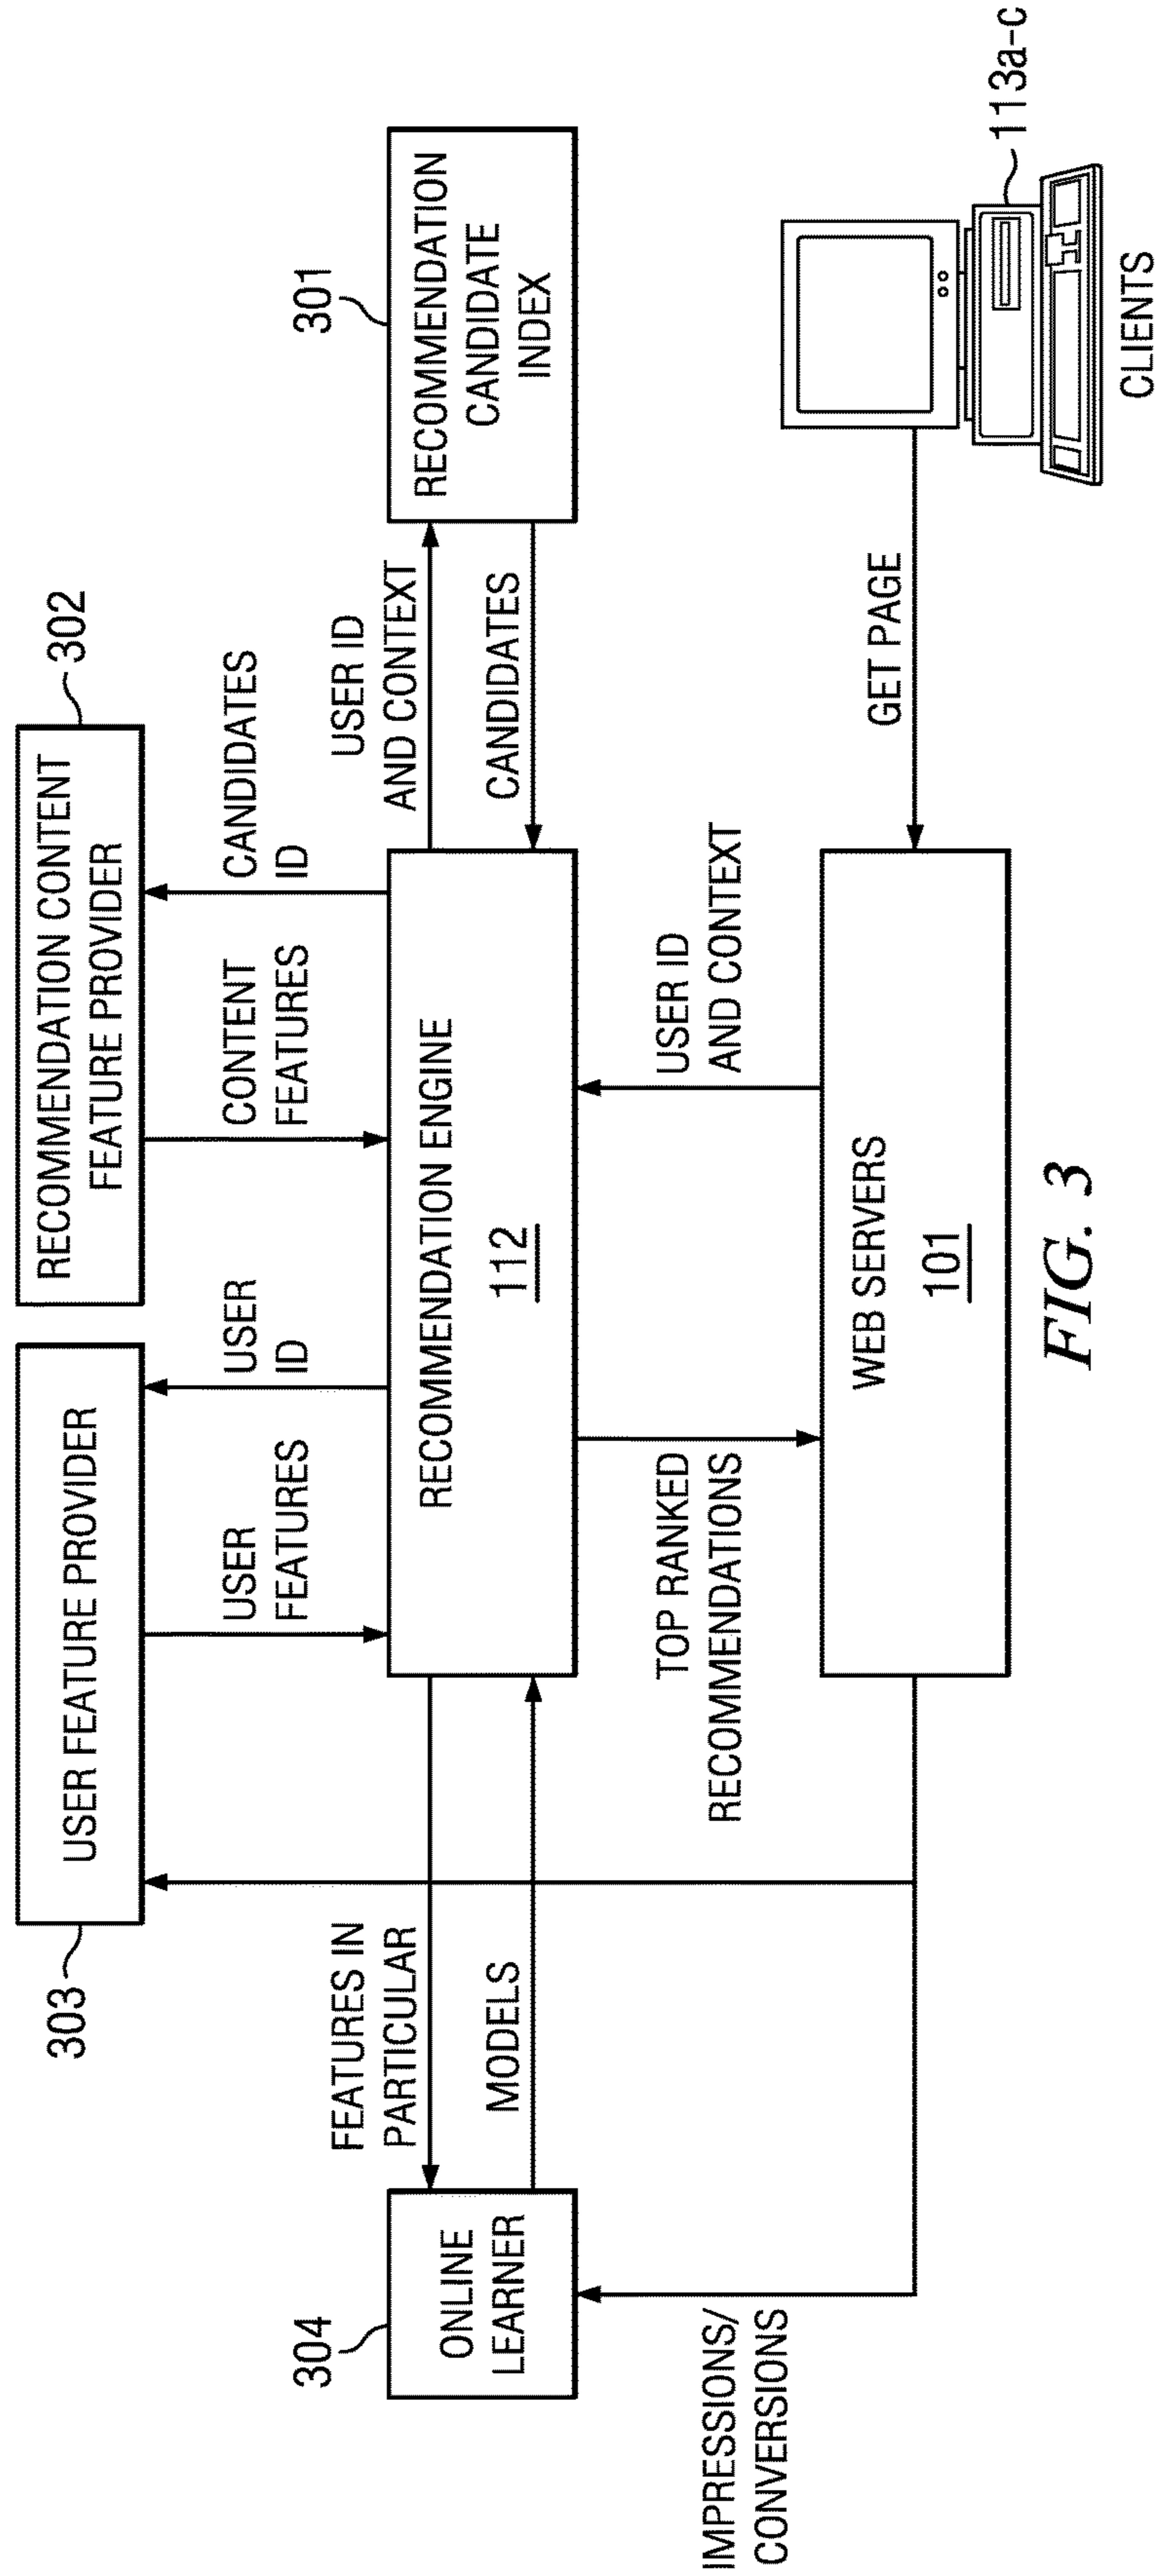 303
USER FEATURE PROVIDER
RECOMMENDATION CONTENT
FEATURE PROVIDER
302
USER
FEATURES
USER
ID
CONTENT
FEATURES
CANDIDATES
ID
304
ONLINE
LEARNER
FEATURES IN
PARTICULAR
MODELS
RECOMMENDATION ENGINE
112
USER ID
AND CONTEXT
CANDIDATES
301
RECOMMENDATION
CANDIDATE
INDEX
IMPRESSIONS/
CONVERSIONS
TOP RANKED
RECOMMENDATIONS
USER ID
AND CONTEXT
WEB SERVERS
101
GET PAGE
113a-c
CLIENTS
FIG. 3